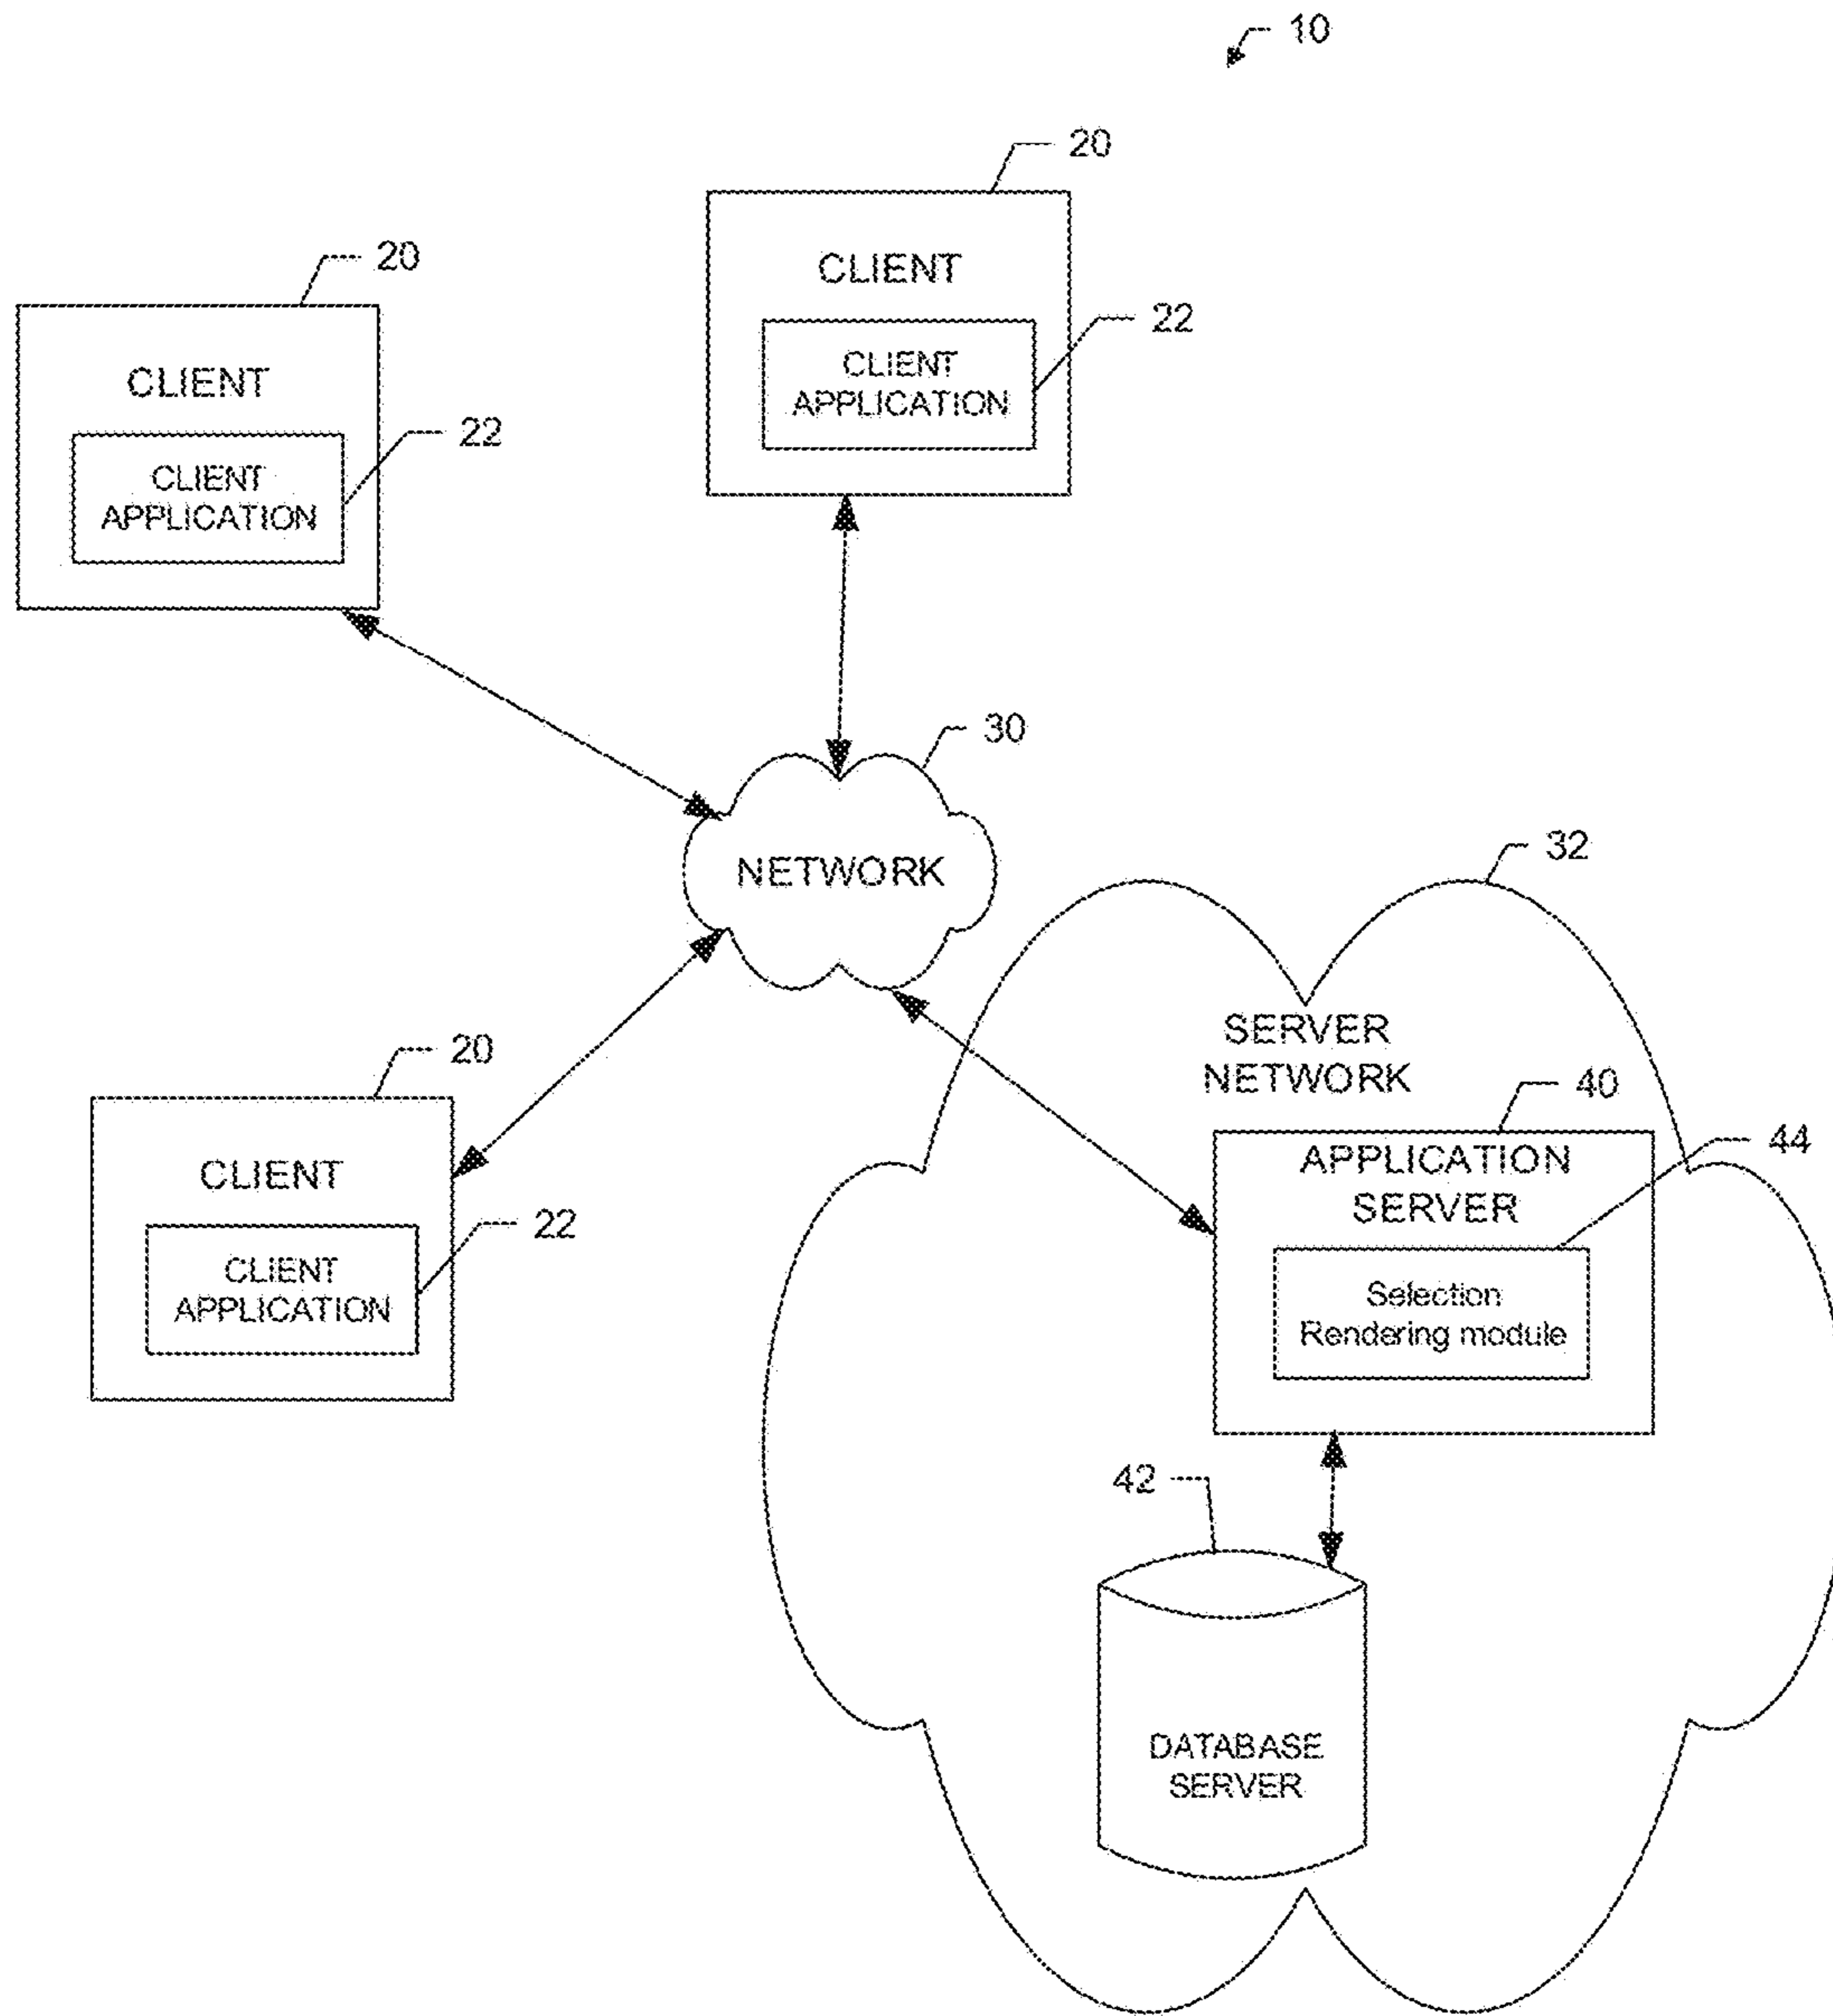 10
20
CLIENT
CLIENT
APPLICATION
22
20
CLIENT
CLIENT
APPLICATION
22
30
NETWORK
32
SERVER
NETWORK
20
CLIENT
CLIENT
APPLICATION
22
40
APPLICATION
SERVER
44
Selection
Rendering module
42
DATABASE
SERVER